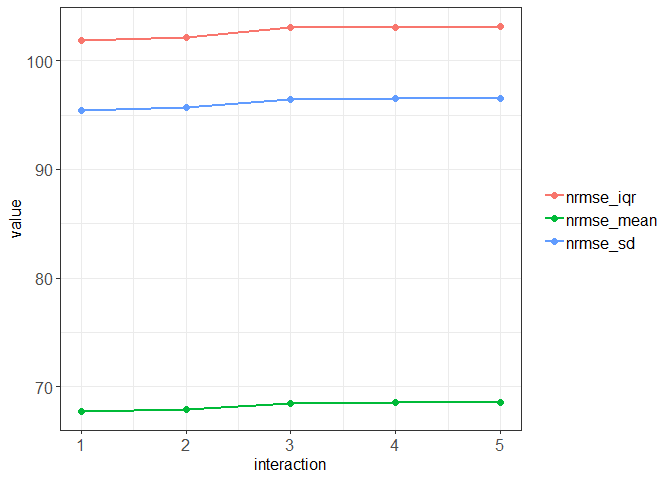 100
90
80
70
value
1 2 3 4 5
interaction
nrmse_iqr
nrmse_mean
nrmse_sd